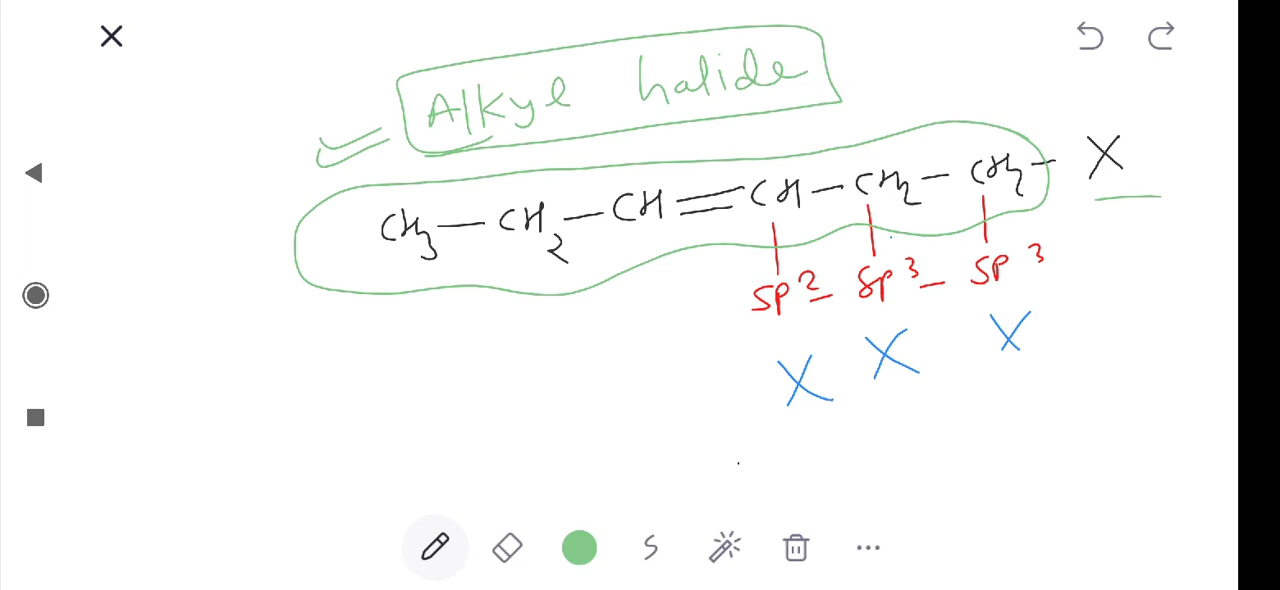 Alkyl halide
CH3—CH2—CH=CH—CH2—CH2—X
SP2 SP3 SP3
X X X